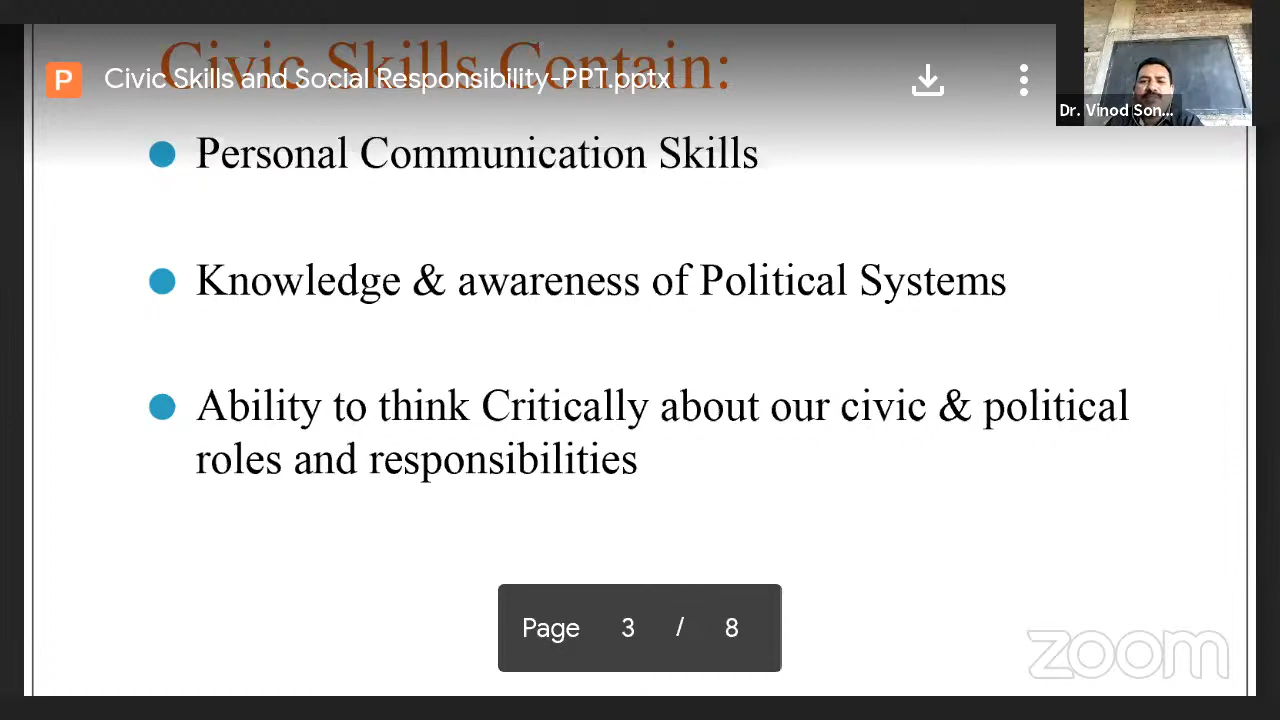 Civic Skills Contain:
P
Civic Skills and Social Responsibility-PPT.pptx
Dr. Vinod Son...
Personal Communication Skills
Knowledge & awareness of Political Systems
Ability to think Critically about our civic & political
roles and responsibilities
Page 3 / 8
zoom